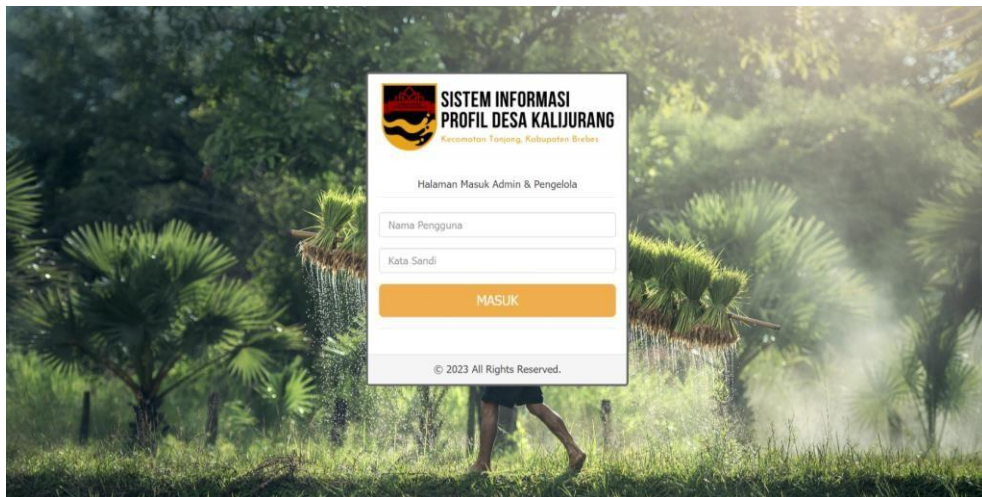 SISTEM INFORMASI
PROFIL DESA KALIJURANG
Kecamatan Tanjong, Kabupaten Brebes
Halaman Masuk Admin & Pengelola
Nama Pengguna
Kata Sandi
MASUK
© 2023 All Rights Reserved.